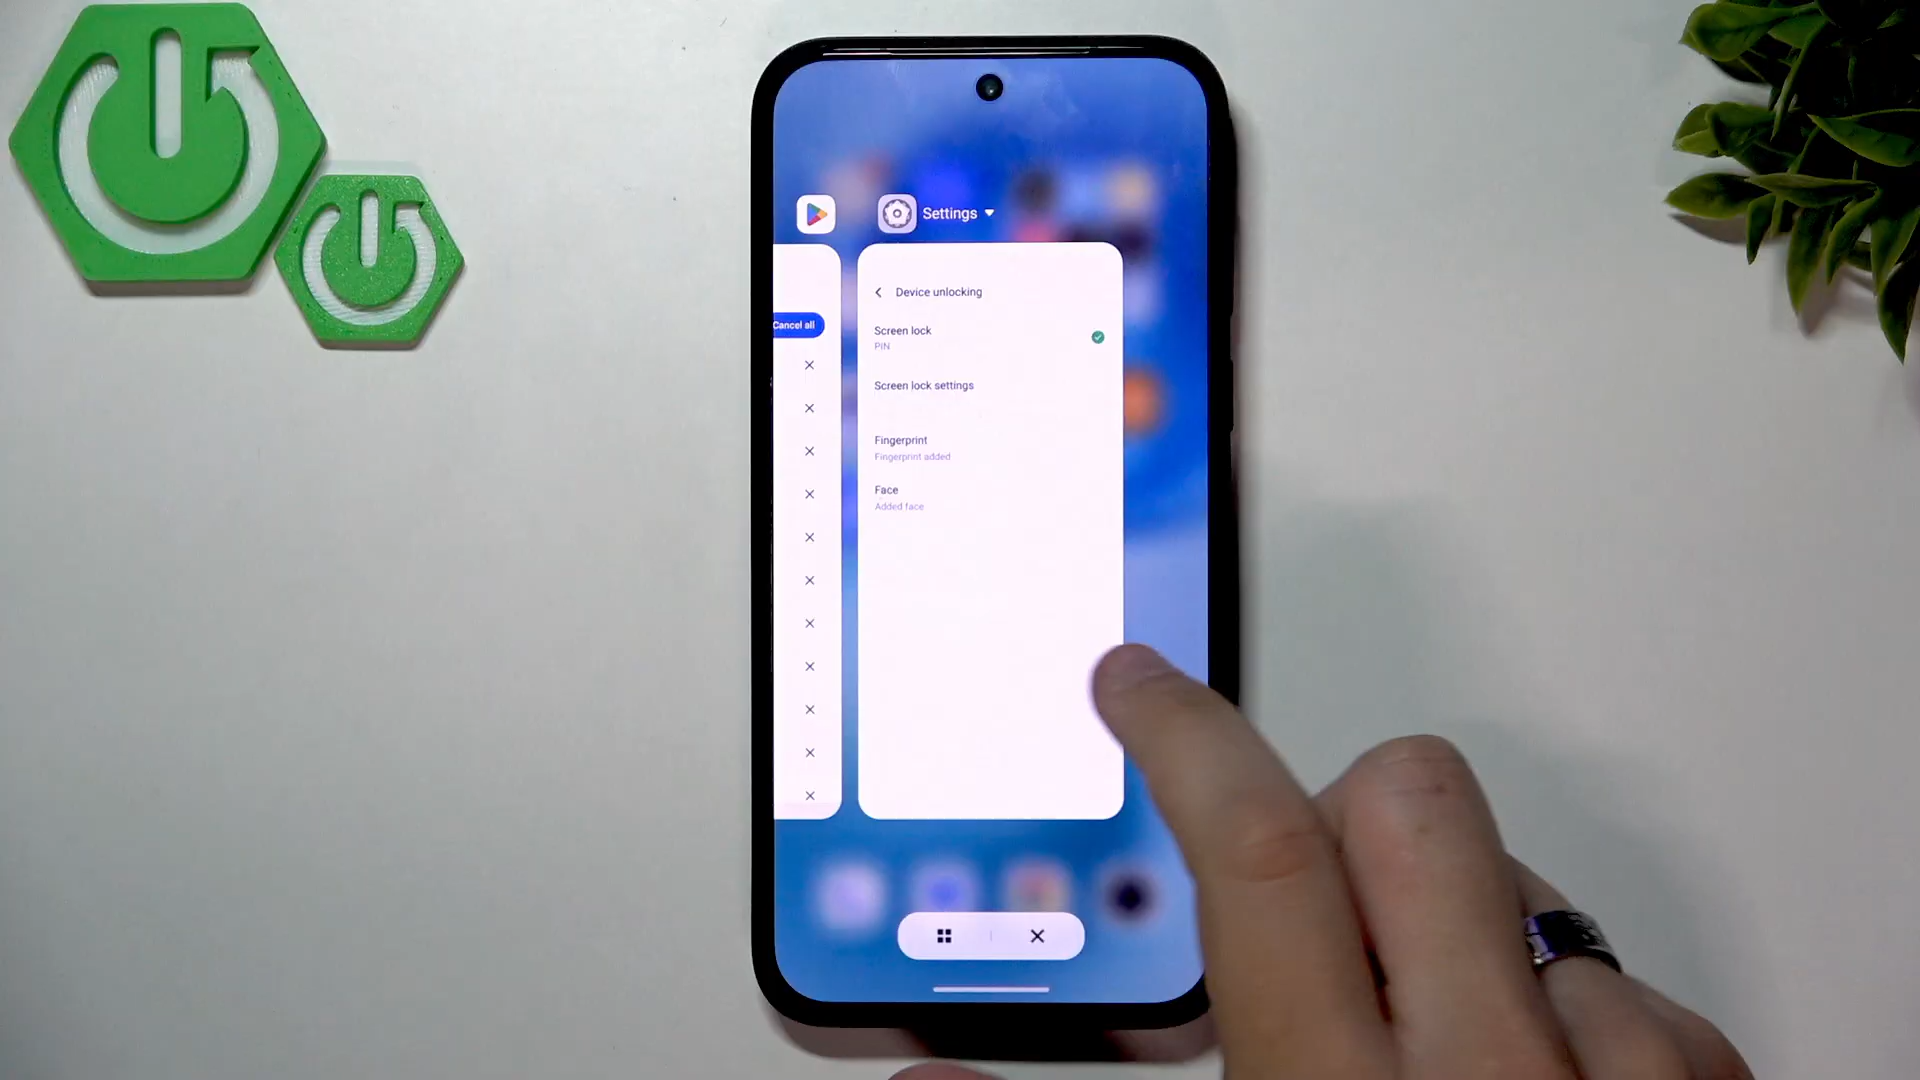 Settings
Cancel all
Device unlocking
Screen lock
PIN
Screen lock settings
Fingerprint
Fingerprint added
Face
Added face